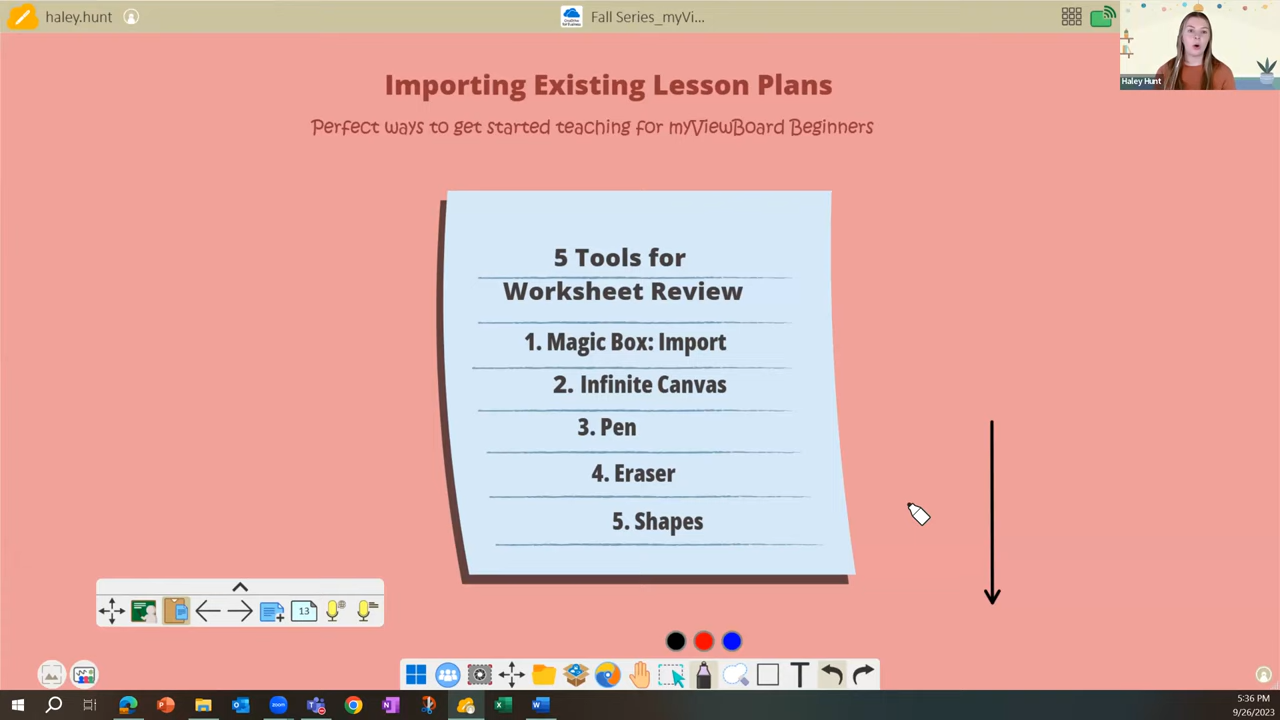 haley.hunt
Fall Series_myVi...
Haley Hunt
Importing Existing Lesson Plans
Perfect ways to get started teaching for myViewBoard Beginners
5 Tools for
Worksheet Review
1. Magic Box: Import
2. Infinite Canvas
3. Pen
4. Eraser
5. Shapes
13
T
zoom
5:36 PM
9/26/2023